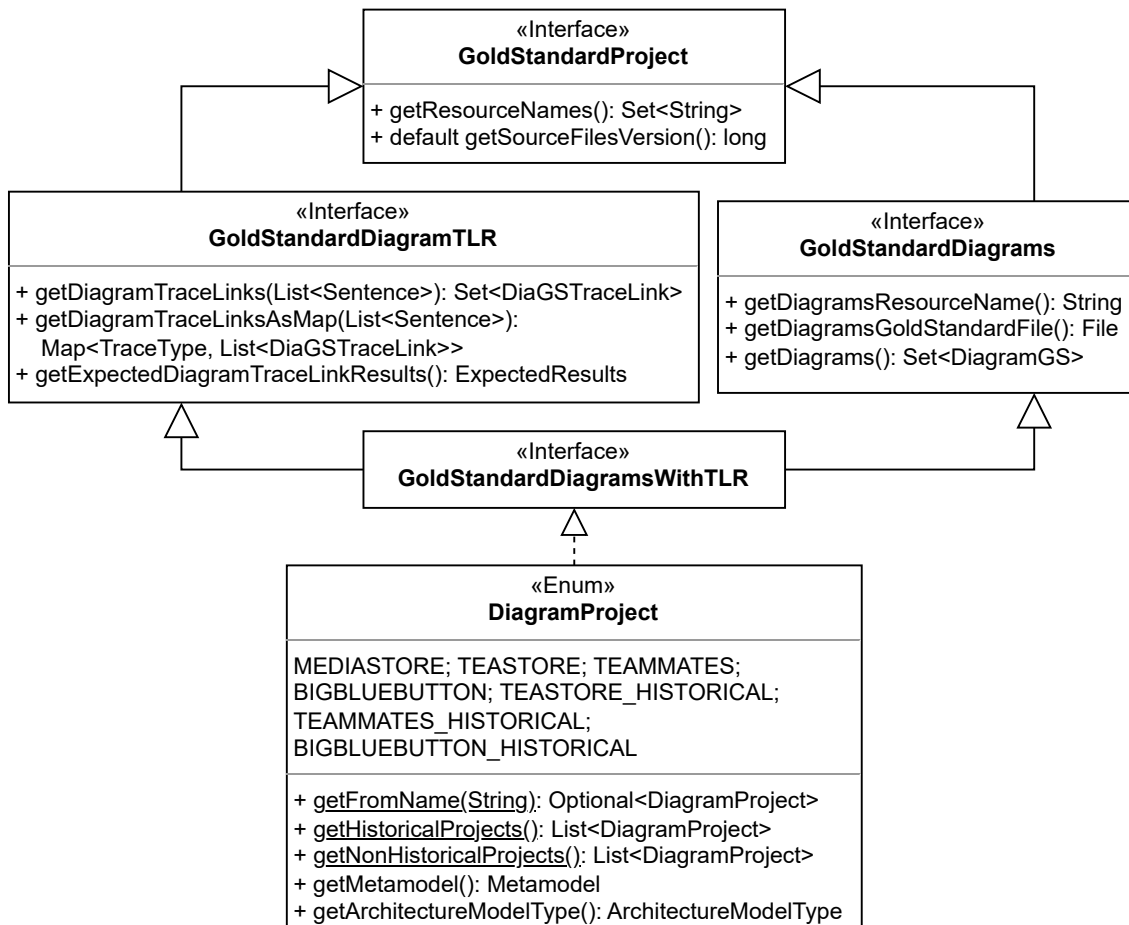 «Interface»
GoldStandardProject
+ getResourceNames(): Set<String>
+ default getSourceFilesVersion(): long
«Interface»
GoldStandardDiagramTLR
+ getDiagramTraceLinks(List<Sentence>): Set<DiaGSTraceLink>
+ getDiagramTraceLinksAsMap(List<Sentence>):
Map<TraceType, List<DiaGSTraceLink>>
+ getExpectedDiagramTraceLinkResults(): ExpectedResults
«Interface»
GoldStandardDiagrams
+ getDiagramsResourceName(): String
+ getDiagramsGoldStandardFile(): File
+ getDiagrams(): Set<DiagramGS>
«Interface»
GoldStandardDiagramsWithTLR
«Enum»
DiagramProject
MEDIASTORE; TEASTORE; TEAMMATES;
BIGBLUEBUTTON; TEASTORE_HISTORICAL;
TEAMMATES_HISTORICAL;
BIGBLUEBUTTON_HISTORICAL
+ getFromName(String): Optional<DiagramProject>
+ getHistoricalProjects(): List<DiagramProject>
+ getNonHistoricalProjects(): List<DiagramProject>
+ getMetamodel(): Metamodel
+ getArchitectureModelType(): ArchitectureModelType